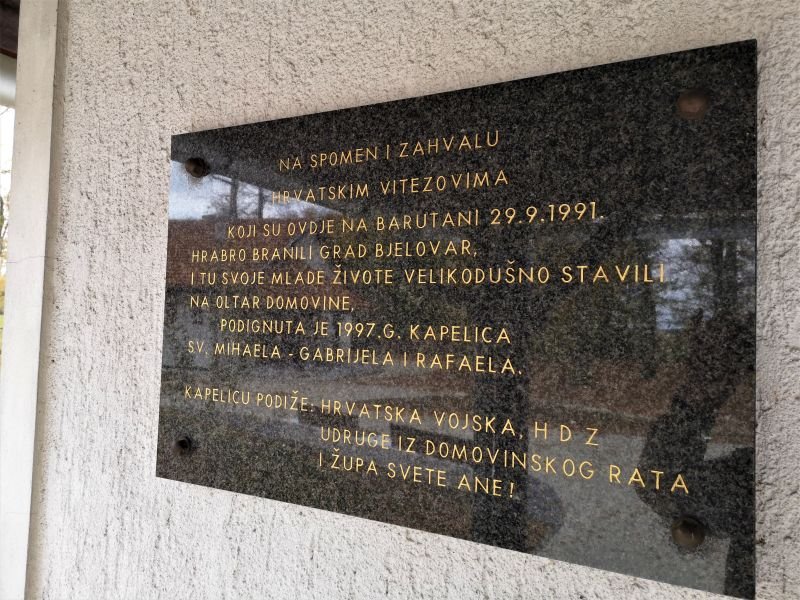 NA SPOMEN I ZAHVALU
HRVATSKIM VITEZOVIMA
KOJI SU OVDJE NA BARUTANI 29.9.1991.
HRABRO BRANILI GRAD BJELOVAR,
I TU SVOJE MLADE ŽIVOTE VELIKODUŠNO STAVILI
NA OLTAR DOMOVINE,
PODIGNUTA JE 1997.G. KAPELICA
SV. MIHAELA - GABRIJELA I RAFAELA.
KAPELICU PODIŽE: HRVATSKA VOJSKA, H D Z
UDRUGE IZ DOMOVINSKOG RATA
I ŽUPA SVETE ANE!